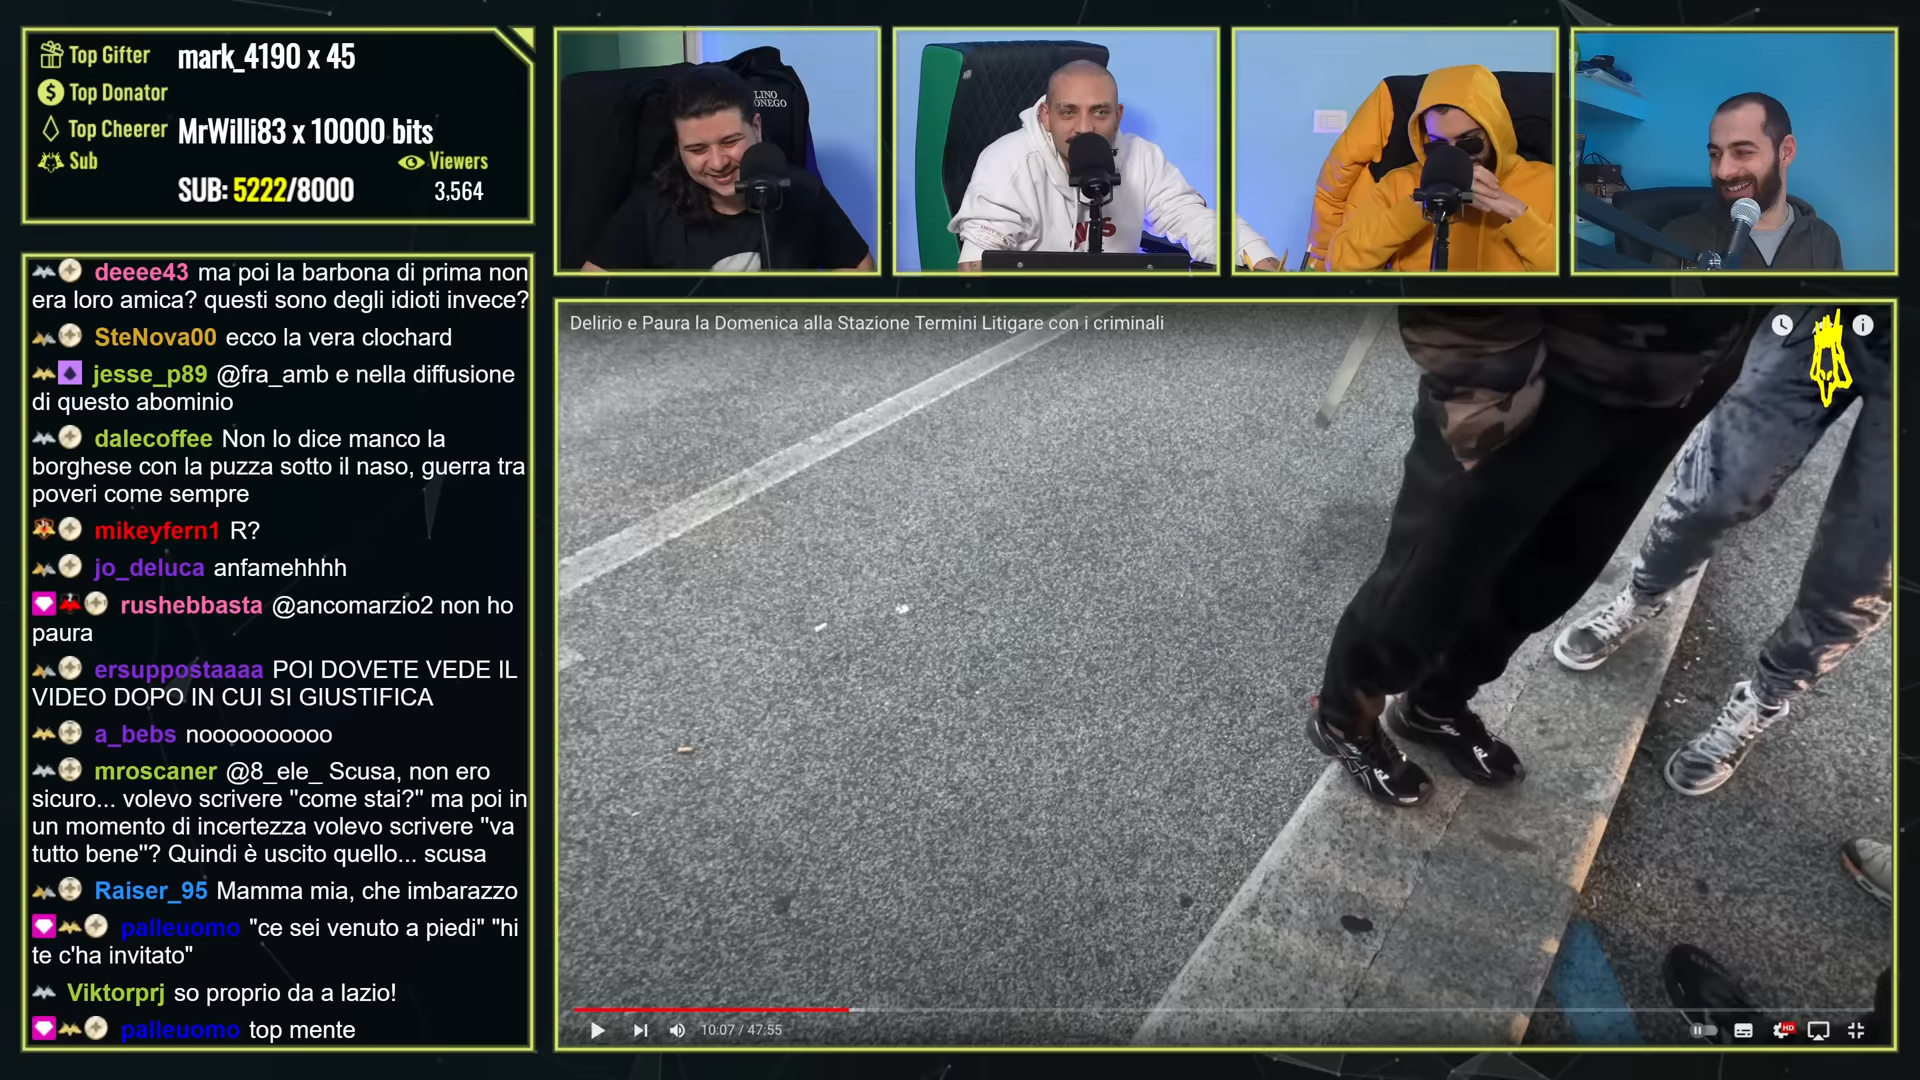 Top Gifter mark_4190 x 45
Top Donator
Top Cheerer MrWilli83 x 10000 bits
Sub Viewers
SUB: 5222/8000 3,564
deeee43 ma poi la barbona di prima non
era loro amica? questi sono degli idioti invece?
SteNova00 ecco la vera clochard
jesse_p89 @fra_amb e nella diffusione
di questo abominio
dalecoffee Non lo dice manco la
borghese con la puzza sotto il naso, guerra tra
poveri come sempre
mikeyfern1 R?
jo_deluca anfamehhhh
rushebbasta @ancomarzio2 non ho
paura
ersuppostaaaa POI DOVETE VEDE IL
VIDEO DOPO IN CUI SI GIUSTIFICA
a_bebs noooooooooo
mroscaner @8_ele_ Scusa, non ero
sicuro... volevo scrivere "come stai?" ma poi in
un momento di incertezza volevo scrivere "va
tutto bene"? Quindi è uscito quello... scusa
Raiser_95 Mamma mia, che imbarazzo
palleuomo "ce sei venuto a piedi" "hi
te c'ha invitato"
Viktorprj so proprio da a lazio!
palleuomo top mente
LINO
ONEGO
Delirio e Paura la Domenica alla Stazione Termini Litigare con i criminali
10:07 / 47:55
HD